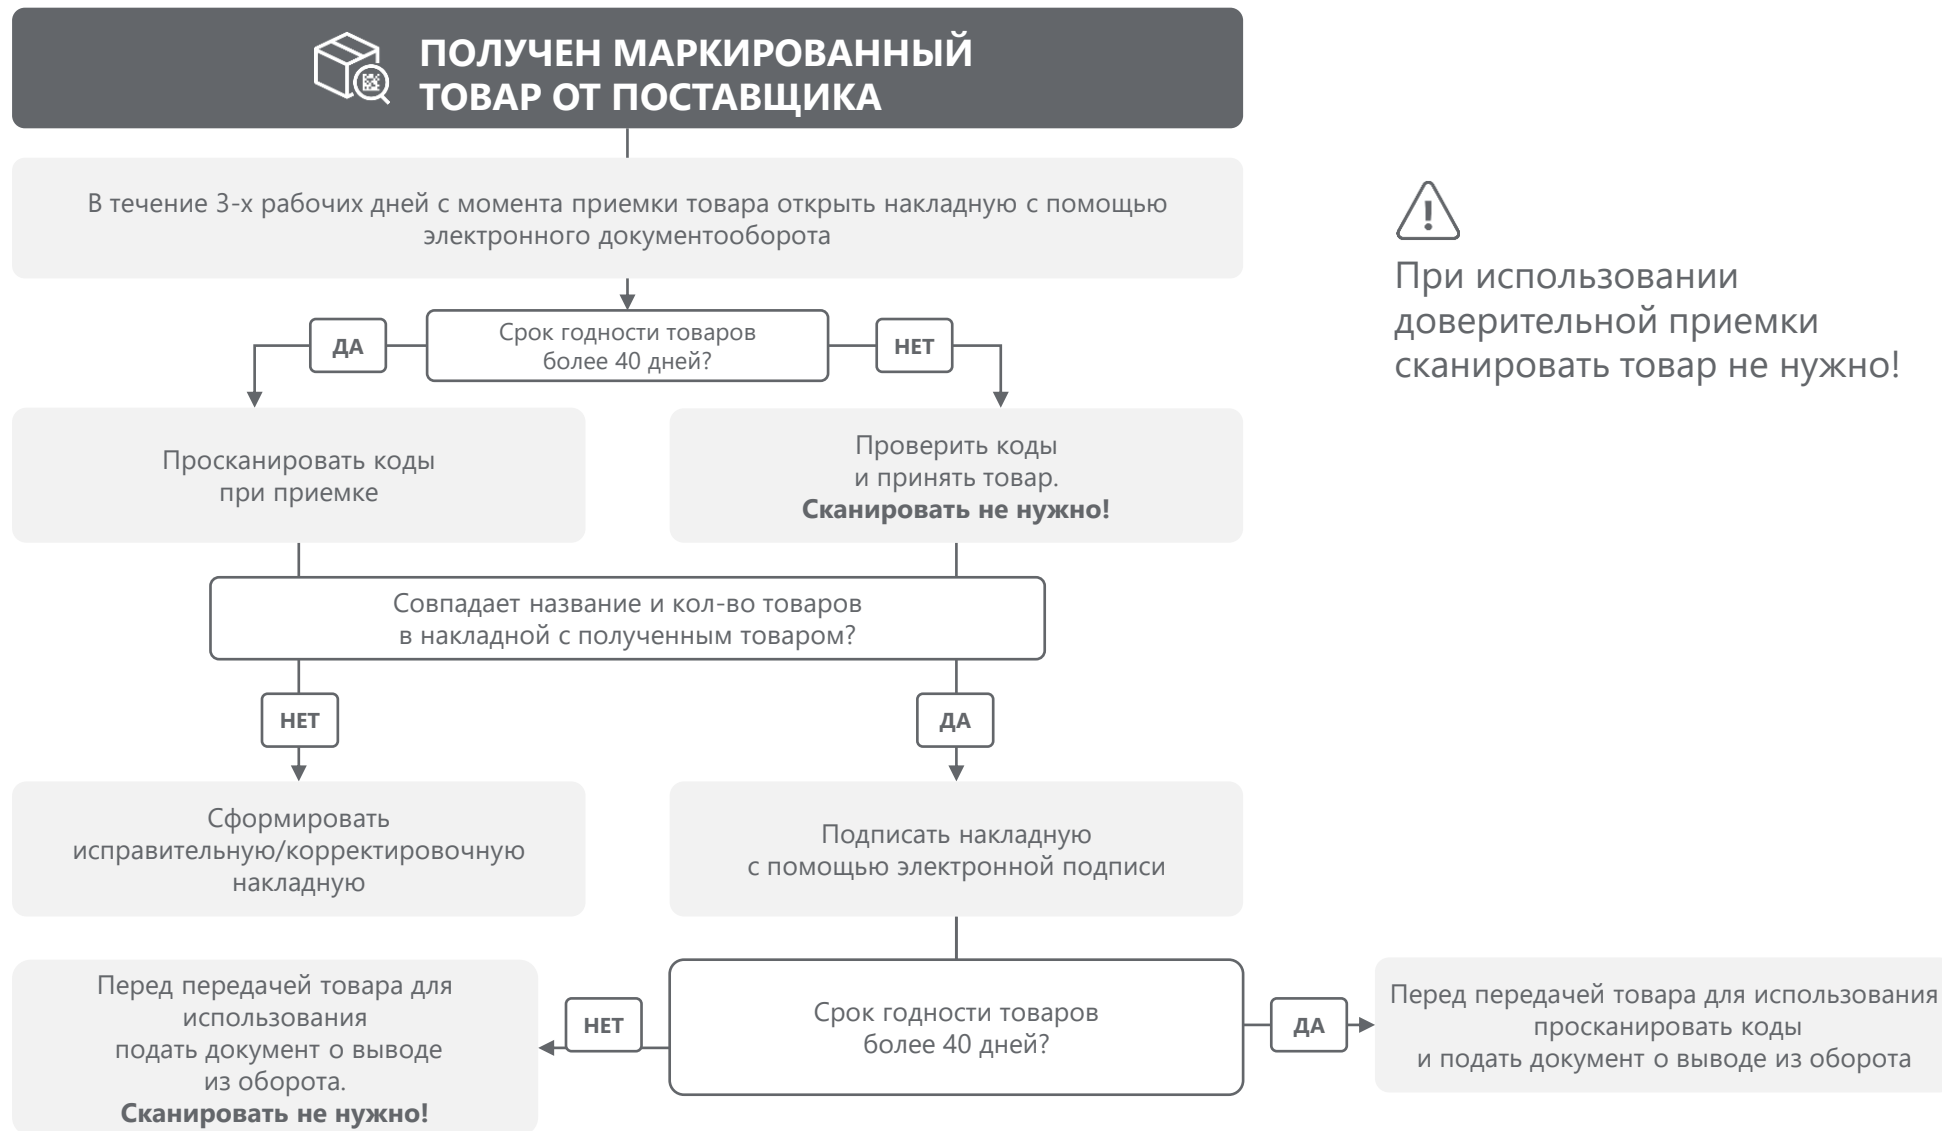 ПОЛУЧЕН МАРКИРОВАННЫЙ
ТОВАР ОТ ПОСТАВЩИКА
В течение 3-х рабочих дней с момента приемки товара открыть накладную с помощью
электронного документооборота
При использовании
доверительной приемки
сканировать товар не нужно!
ДА
Срок годности товаров
более 40 дней?
НЕТ
Просканировать коды
при приемке
Проверить коды
и принять товар.
Сканировать не нужно!
Совпадает название и кол-во товаров
в накладной с полученным товаром?
НЕТ
ДА
Сформировать
исправительную/корректировочную
накладную
Подписать накладную
с помощью электронной подписи
Перед передачей товара для
использования
подать документ о выводе
из оборота.
Сканировать не нужно!
НЕТ
Срок годности товаров
более 40 дней?
ДА
Перед передачей товара для использования
просканировать коды
и подать документ о выводе из оборота